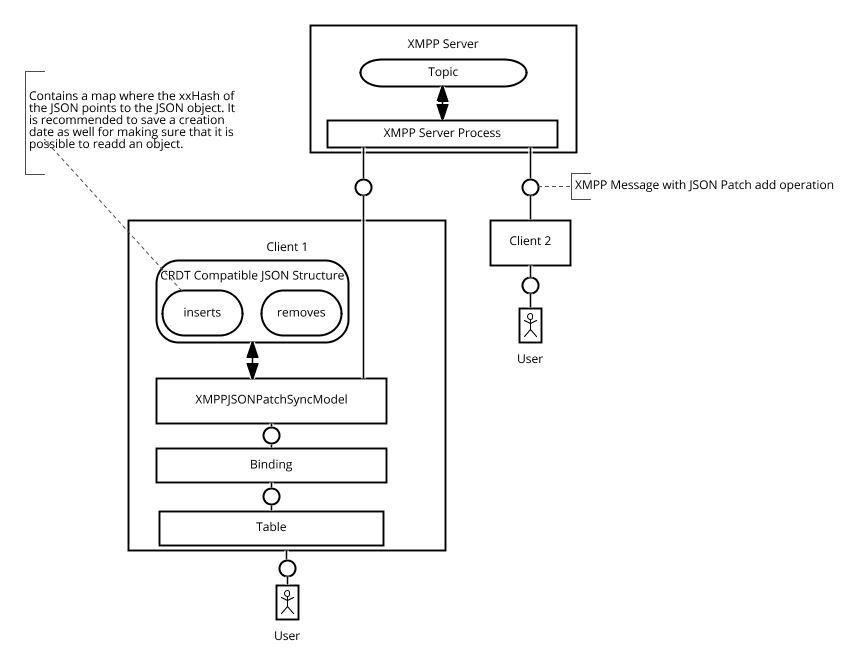 XMPP Server
Topic
XMPP Server Process
Contains a map where the xxHash of
the JSON points to the JSON object. It
is recommended to save a creation
date as well for making sure that it is
possible to readd an object.
XMPP Message with JSON Patch add operation
Client 2
User
Client 1
CRDT Compatible JSON Structure
inserts
removes
XMPPJSONPatchSyncModel
Binding
Table
User